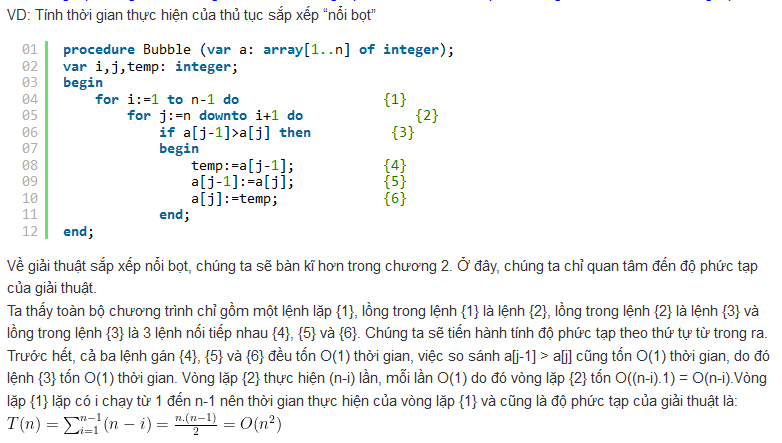 VD: Tính thời gian thực hiện của thủ tục sắp xếp “nổi bọt”
01 procedure Bubble (var a: array[1..n] of integer);
02 var i,j,temp: integer;
03 begin
04 for i:=1 to n-1 do {1}
05 for j:=n downto i+1 do {2}
06 if a[j-1]>a[j] then {3}
07 begin
08 temp:=a[j-1]; {4}
09 a[j-1]:=a[j]; {5}
10 a[j]:=temp; {6}
11 end;
12 end;
Về giải thuật sắp xếp nổi bọt, chúng ta sẽ bàn kĩ hơn trong chương 2. Ở đây, chúng ta chỉ quan tâm đến độ phức tạp
của giải thuật.
Ta thấy toàn bộ chương trình chỉ gồm một lệnh lặp {1}, lồng trong lệnh {1} là lệnh {2}, lồng trong lệnh {2} là lệnh {3} và
lồng trong lệnh {3} là 3 lệnh nối tiếp nhau {4}, {5} và {6}. Chúng ta sẽ tiến hành tính độ phức tạp theo thứ tự từ trong ra.
Trước hết, cả ba lệnh gán {4}, {5} và {6} đều tốn O(1) thời gian, việc so sánh a[j-1] > a[j] cũng tốn O(1) thời gian, do đó
lệnh {3} tốn O(1) thời gian. Vòng lặp {2} thực hiện (n-i) lần, mỗi lần O(1) do đó vòng lặp {2} tốn O((n-i).1) = O(n-i).Vòng
lặp {1} lặp có i chạy từ 1 đến n-1 nên thời gian thực hiện của vòng lặp {1} và cũng là độ phức tạp của giải thuật là:
T(n) = ∑_{i=1}^{n−1}(n − i) = \frac{n.(n−1)}{2} = O(n²)